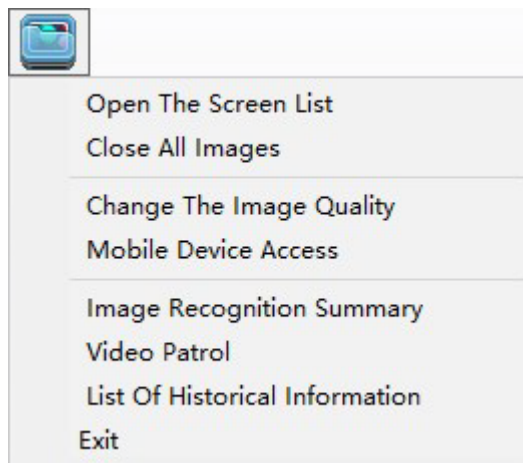 Open The Screen List
Close All Images
Change The Image Quality
Mobile Device Access
Image Recognition Summary
Video Patrol
List Of Historical Information
Exit